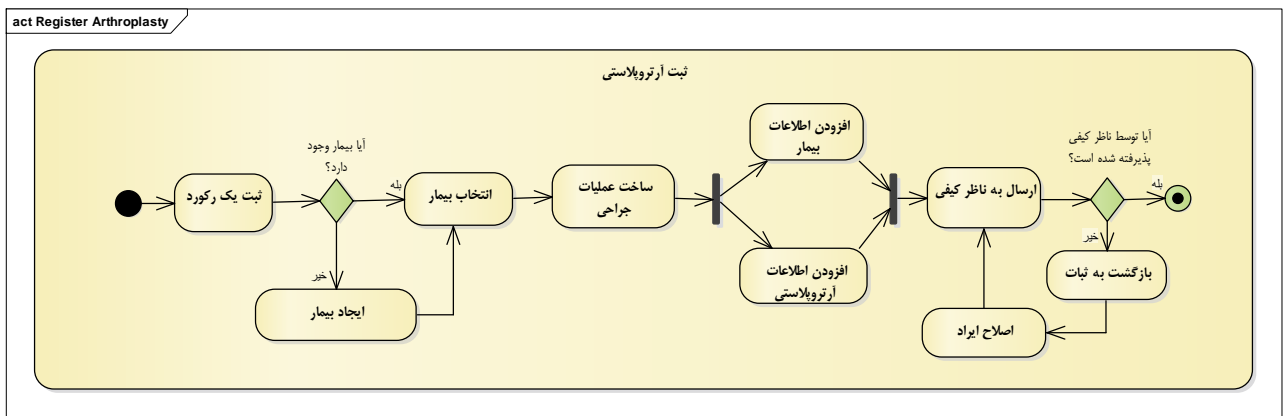 act Register Arthroplasty
ثبت آرتروپلاستی
ثبت یک رکورد
آیا بیمار وجود
دارد؟
بله
خیر
ایجاد بیمار
انتخاب بیمار
ساخت عملیات
جراحی
افزودن اطلاعات
بیمار
افزودن اطلاعات
آرتروپلاستی
ارسال به ناظر کیفی
آیا توسط ناظر کیفی
پذیرفته شده است؟
بله
خیر
بازگشت به ثبات
اصلاح ایراد